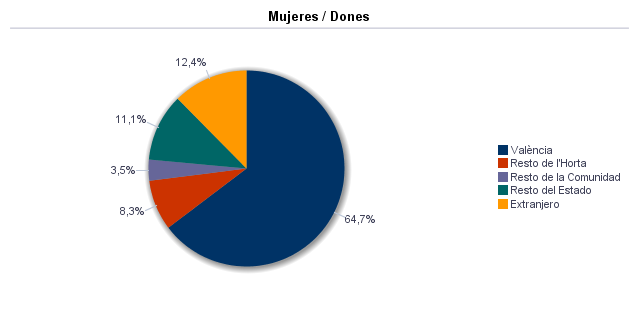 Mujeres / Dones
12,4%
11,1%
3,5%
8,3%
64,7%
València
Resto de l'Horta
Resto de la Comunidad
Resto del Estado
Extranjero